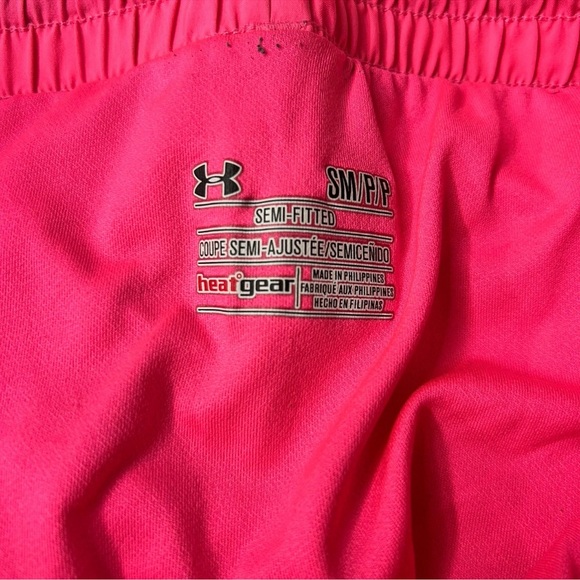 SM/P/P
SEMI-FITTED
COUPE SEMI-AJUSTÉE/SEMICEÑIDO
heatgear
MADE IN PHILIPPINES
FABRIQUÉ AUX PHILIPPINES
HECHO EN FILIPINAS